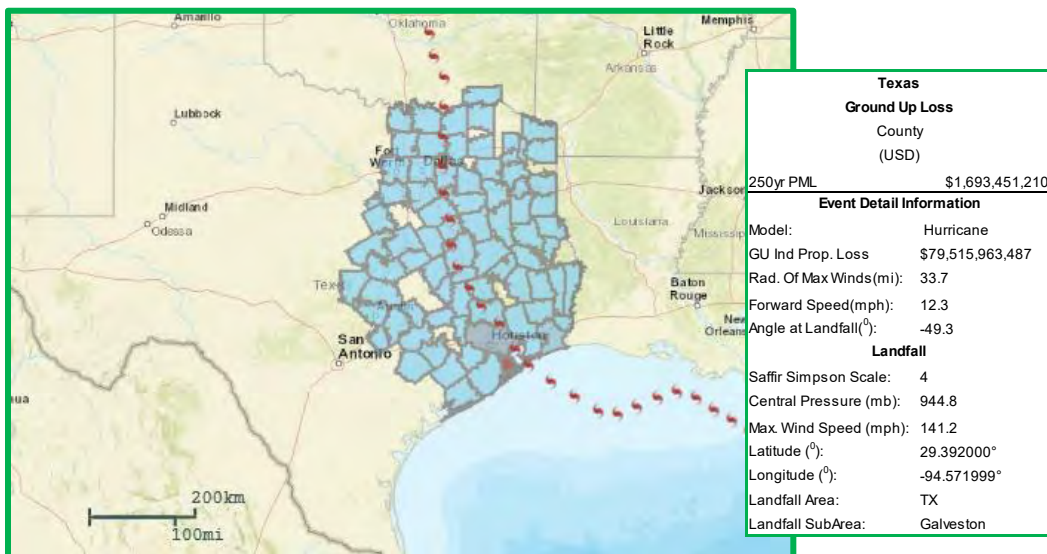 Amarillo
Oklahoma
Memphis
Little
Rock
Arkansas
Lubbock
Fort
Worth
Dallas
Jackson
Midland
Odessa
Louisiana
Mississip
Texas
Austin
Baton
Rouge
Houston
New
Orleans
San
Antonio
ua
200km
100mi
Texas
Ground Up Loss
County
(USD)
250yr PML $1,693,451,210
Event Detail Information
Model: Hurricane
GU Ind Prop. Loss $79,515,963,487
Rad. Of Max Winds(mi): 33.7
Forward Speed(mph): 12.3
Angle at Landfall(⁰): -49.3
Landfall
Saffir Simpson Scale: 4
Central Pressure (mb): 944.8
Max. Wind Speed (mph): 141.2
Latitude (⁰): 29.392000°
Longitude (⁰): -94.571999°
Landfall Area: TX
Landfall SubArea: Galveston